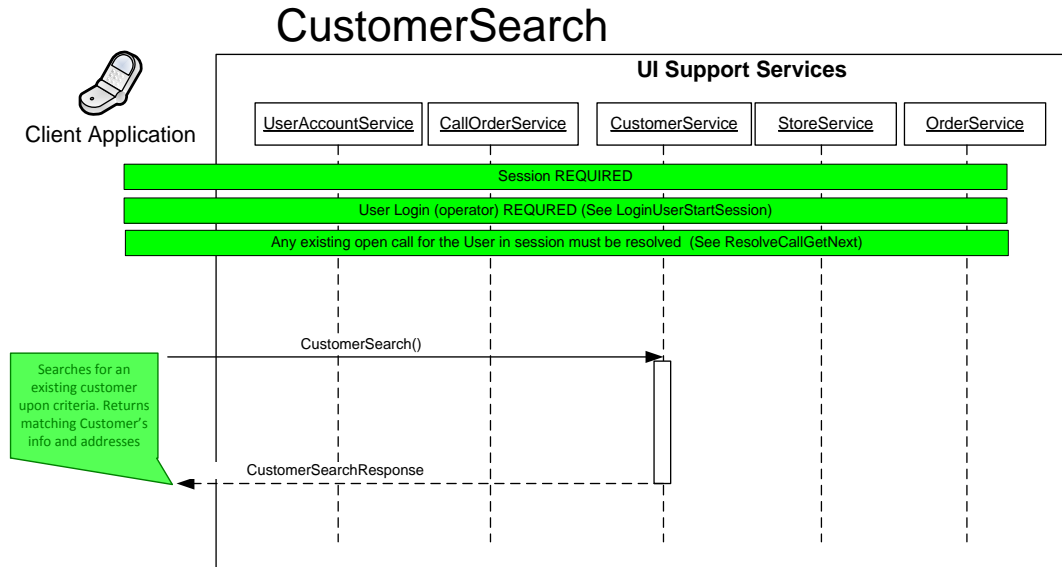 CustomerSearch
UI Support Services
Client Application
UserAccountService
CallOrderService
CustomerService
StoreService
OrderService
Session REQUIRED
User Login (operator) REQURED (See LoginUserStartSession)
Any existing open call for the User in session must be resolved  (See ResolveCallGetNext)
CustomerSearch()
Searches for an
existing customer
upon criteria. Returns
matching Customer's
info and addresses
CustomerSearchResponse